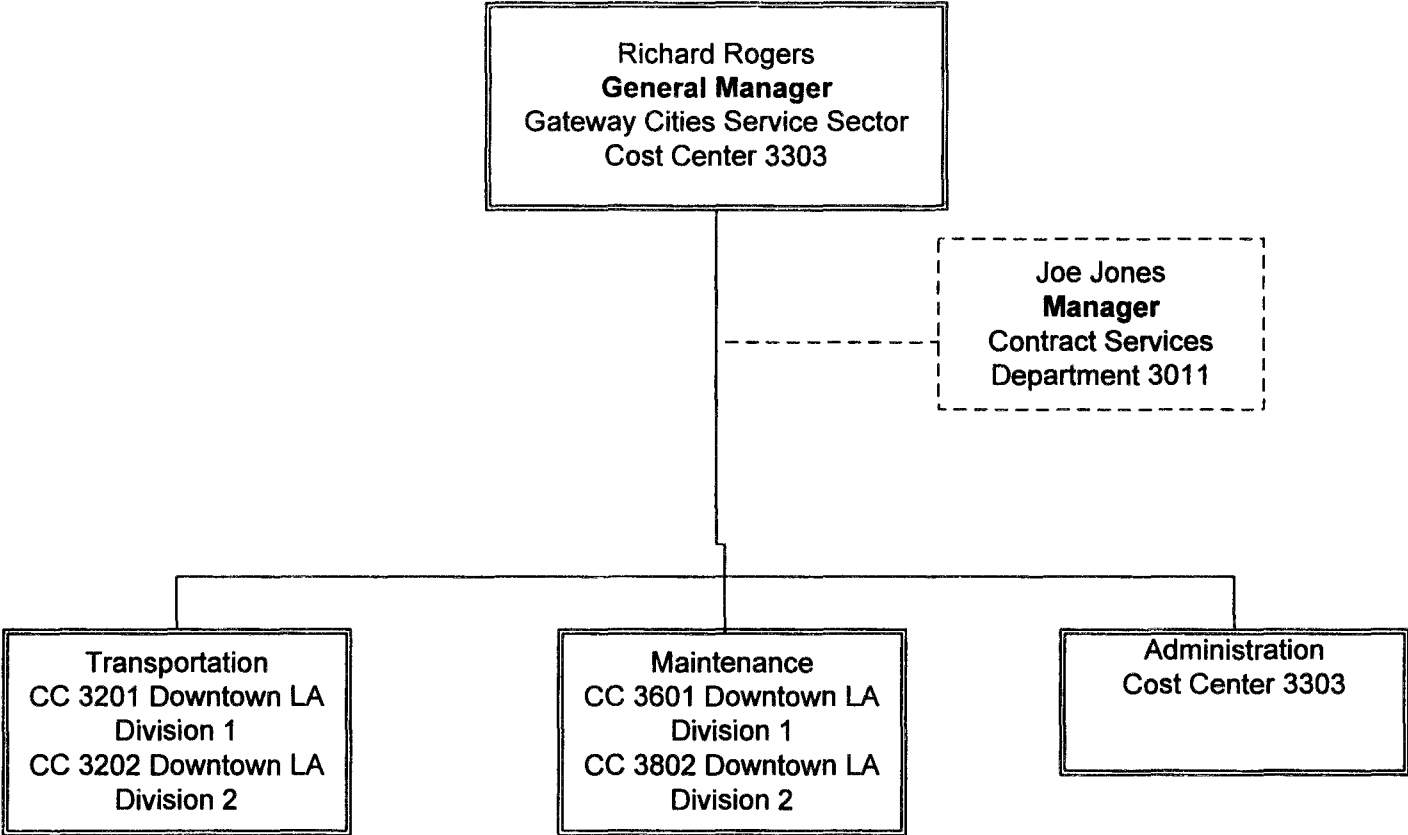 Richard Rogers
General Manager
Gateway Cities Service Sector
Cost Center 3303
Joe Jones
Manager
Contract Services
Department 3011
Transportation
CC 3201 Downtown LA
Division 1
CC 3202 Downtown LA
Division 2
Maintenance
CC 3601 Downtown LA
Division 1
CC 3802 Downtown LA
Division 2
Administration
Cost Center 3303